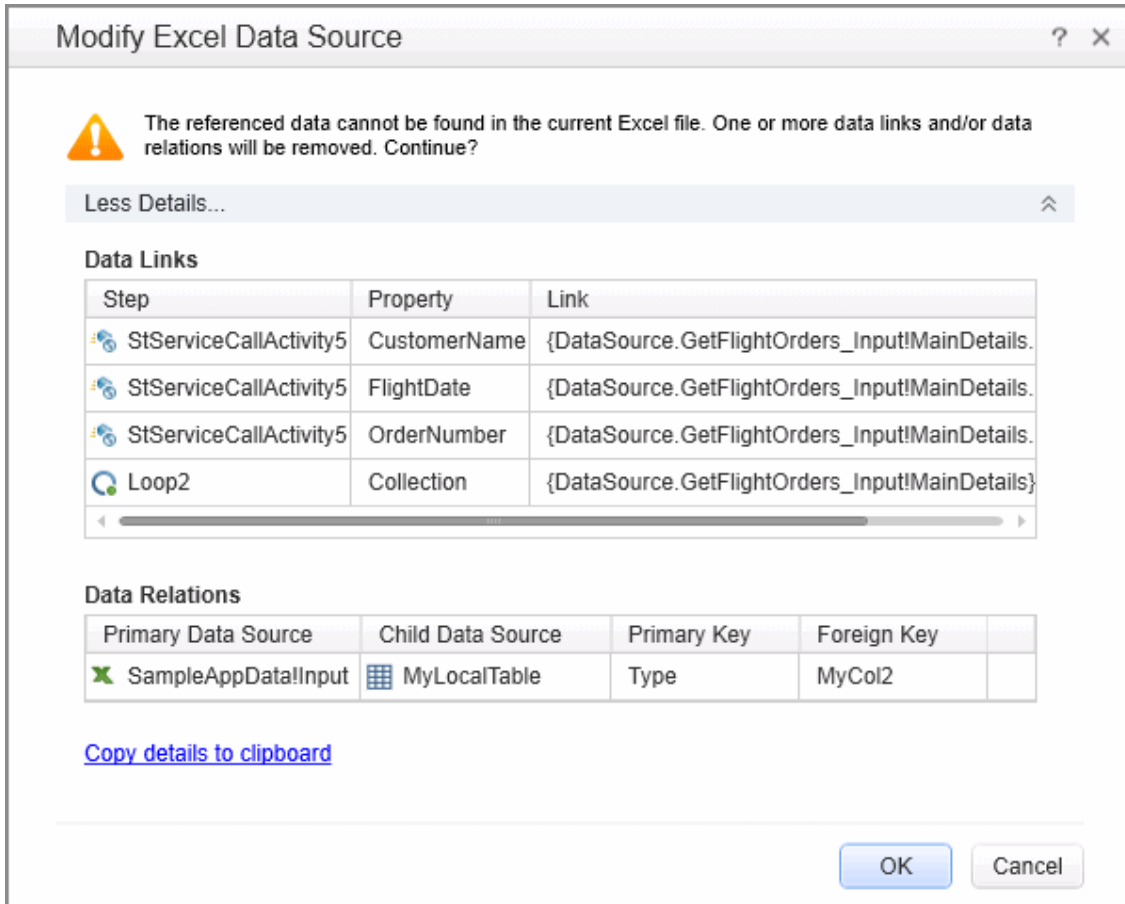 Modify Excel Data Source ?
The referenced data cannot be found in the current Excel file. One or more data links and/or data
relations will be removed. Continue?
Less Details...
Data Links
Step Property Link
StServiceCallActivity5 CustomerName {DataSource.GetFlightOrders_Input!MainDetails.
StServiceCallActivity5 FlightDate {DataSource.GetFlightOrders_Input!MainDetails.
StServiceCallActivity5 OrderNumber {DataSource.GetFlightOrders_Input!MainDetails.
Loop2 Collection {DataSource.GetFlightOrders_Input!MainDetails}
Data Relations
Primary Data Source Child Data Source Primary Key Foreign Key
SampleAppData!Input MyLocalTable Type MyCol2
Copy details to clipboard
OK Cancel